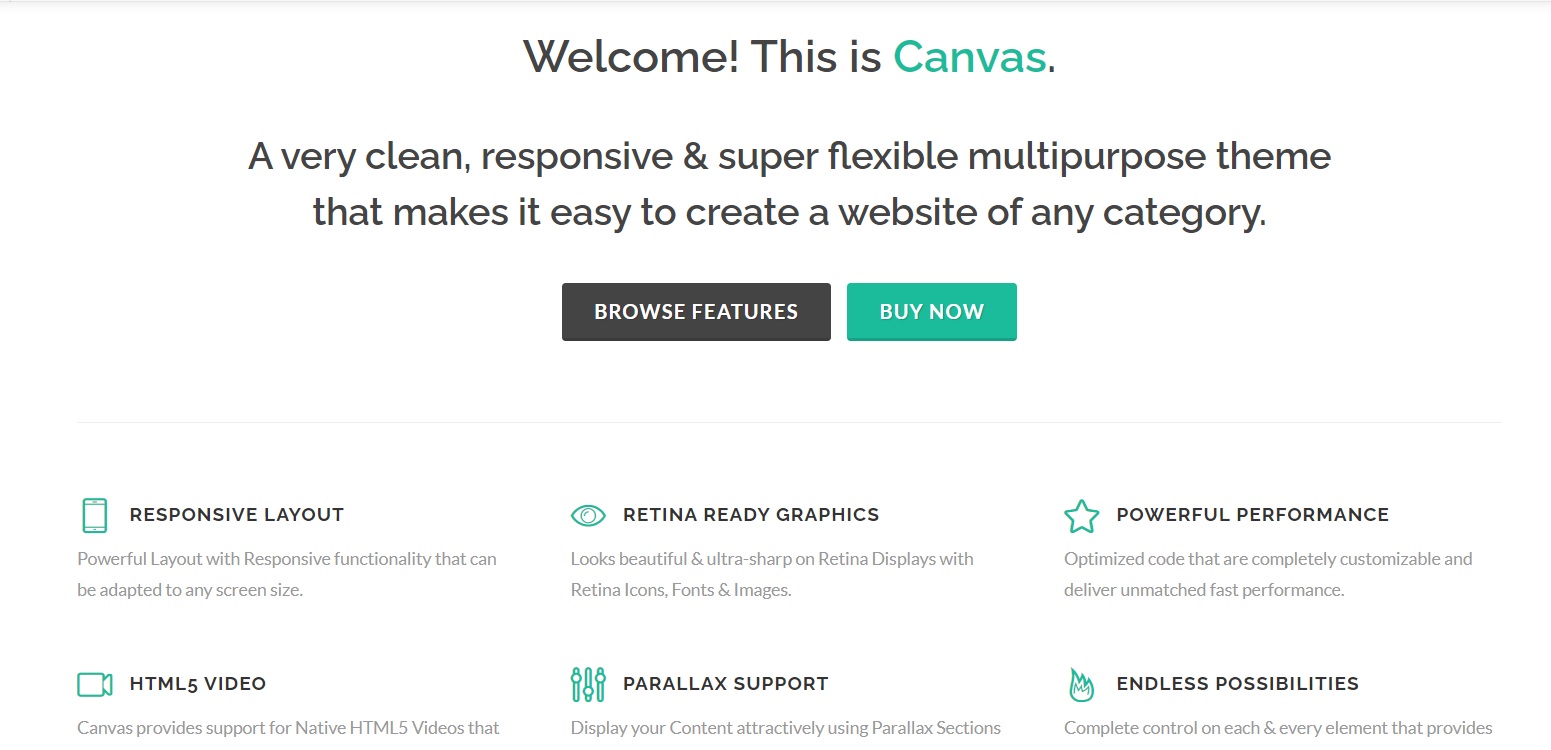 Welcome! This is Canvas.
A very clean, responsive & super flexible multipurpose theme
that makes it easy to create a website of any category.
BROWSE FEATURES
BUY NOW
RESPONSIVE LAYOUT
Powerful Layout with Responsive functionality that can
be adapted to any screen size.
RETINA READY GRAPHICS
Looks beautiful & ultra-sharp on Retina Displays with
Retina Icons, Fonts & Images.
POWERFUL PERFORMANCE
Optimized code that are completely customizable and
deliver unmatched fast performance.
HTML5 VIDEO
Canvas provides support for Native HTML5 Videos that
PARALLAX SUPPORT
Display your Content attractively using Parallax Sections
ENDLESS POSSIBILITIES
Complete control on each & every element that provides